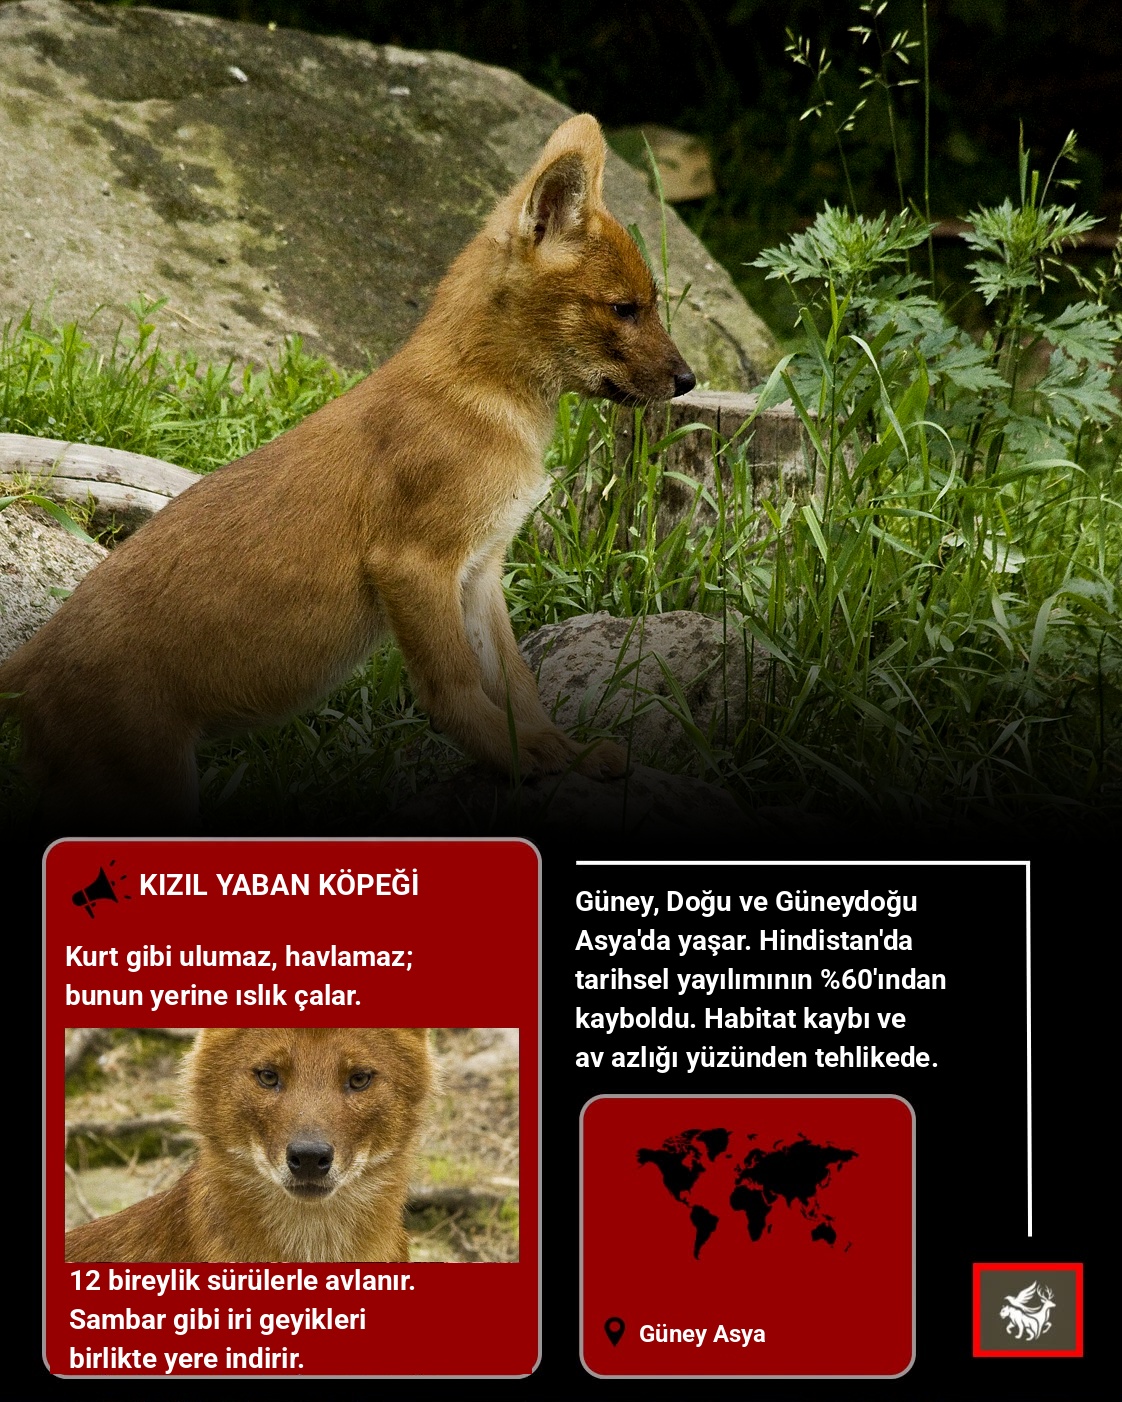 KIZIL YABAN KÖPEĞİ
Kurt gibi ulumaz, havlamaz;
bunun yerine ıslık çalar.
12 bireylik sürülerle avlanır.
Sambar gibi iri geyikleri
birlikte yere indirir.
Güney, Doğu ve Güneydoğu
Asya'da yaşar. Hindistan'da
tarihsel yayılımının %60'ından
kayboldu. Habitat kaybı ve
av azlığı yüzünden tehlikede.
Güney Asya